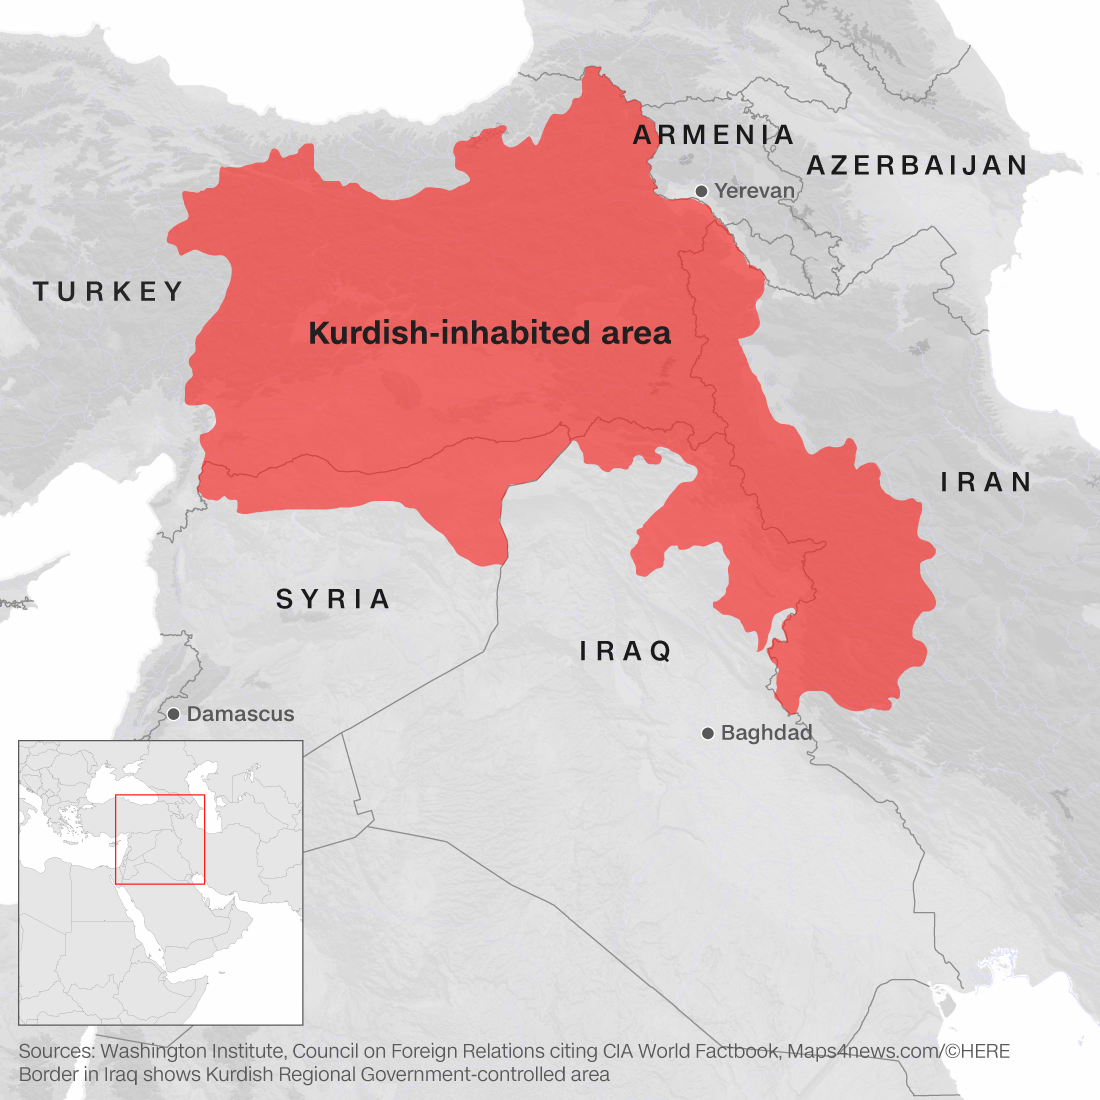 ARMENIA
AZERBAIJAN
Yerevan
TURKEY
Kurdish-inhabited area
IRAN
SYRIA
IRAQ
Damascus
Baghdad
Sources: Washington Institute, Council on Foreign Relations citing CIA World Factbook, Maps4news.com/©HERE
Border in Iraq shows Kurdish Regional Government-controlled area